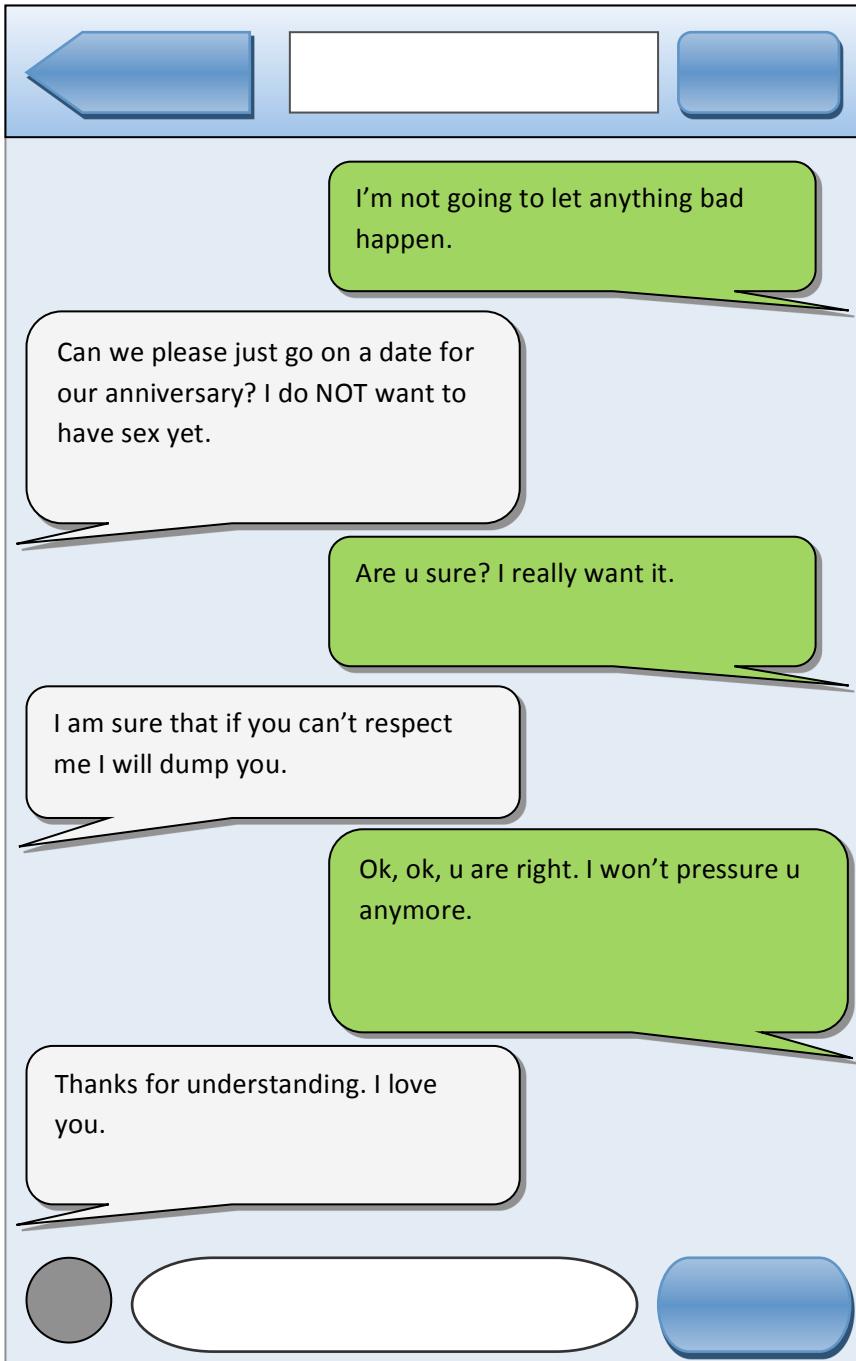 I’m not going to let anything bad
happen.
Can we please just go on a date for
our anniversary? I do NOT want to
have sex yet.
Are u sure? I really want it.
I am sure that if you can’t respect
me I will dump you.
Ok, ok, u are right. I won’t pressure u
anymore.
Thanks for understanding. I love
you.